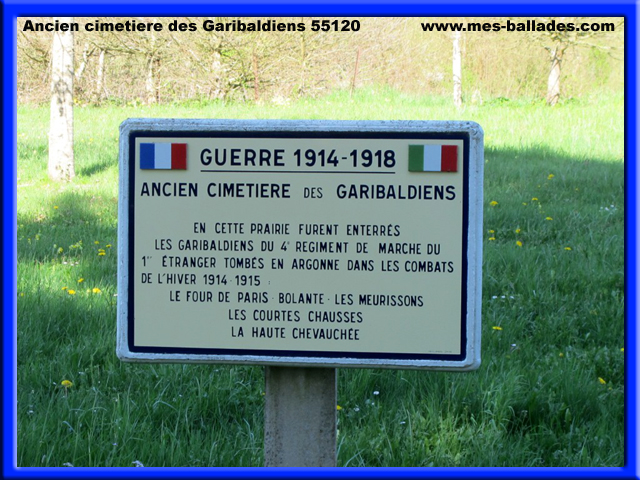 Ancien cimetiere des Garibaldiens 55120 www.mes-ballades.com
GUERRE 1914-1918
ANCIEN CIMETIERE DES GARIBALDIENS
EN CETTE PRAIRIE FURENT ENTERRÉS
LES GARIBALDIENS DU 4e REGIMENT DE MARCHE DU
1er ÉTRANGER TOMBÉS EN ARGONNE DANS LES COMBATS
DE L'HIVER 1914-1915
LE FOUR DE PARIS - BOLANTE - LES MEURISSONS
LES COURTES CHAUSSES
LA HAUTE CHEVAUCHÉE